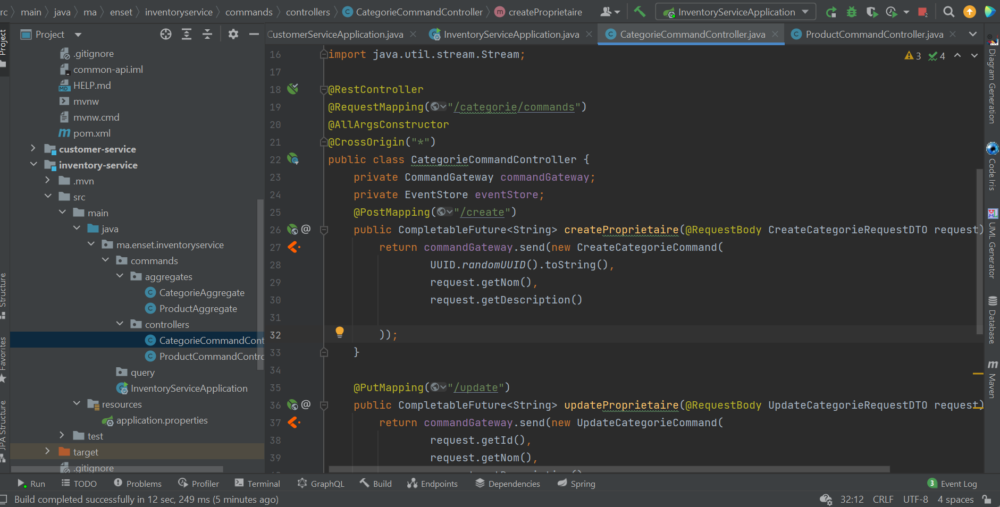 rc main java ma enset inventoryservice commands controllers CategorieCommandController createProprietaire InventoryServiceApplication 2
Project
CustomerServiceApplication.java InventoryServiceApplication.java CategorieCommandController.java ProductCommandController.java
Project
.gitignore
common-api.iml
HELP.md
mvnw
mvnw.cmd
pom.xml
customer-service
inventory-service
.mvn
src
main
java
ma.enset.inventoryservice
commands
aggregates
CategorieAggregate
ProductAggregate
controllers
CategorieCommandCont
ProductCommandContro
query
InventoryServiceApplication
resources
application.properties
test
target
.gitignore
Structure
Favorites
JPA Structure
3 4
16 import java.util.stream.Stream;
17
18 @RestController
19 @RequestMapping("/categorie/commands")
20 @AllArgsConstructor
21 @CrossOrigin("*")
22 public class CategorieCommandController {
23 private CommandGateway commandGateway;
24 private EventStore eventStore;
25 @PostMapping("/create")
26 @ public CompletableFuture<String> createProprietaire(@RequestBody CreateCategorieRequestDTO request)
27 return commandGateway.send(new CreateCategorieCommand(
28 UUID.randomUUID().toString(),
29 request.getNom(),
30 request.getDescription()
31
32 ));
33 }
34
35 @PutMapping("/update")
36 @ public CompletableFuture<String> updateProprietaire(@RequestBody UpdateCategorieRequestDTO request)
37 return commandGateway.send(new UpdateCategorieCommand(
38 request.getId(),
39 request.getNom(),
Diagram Generation
Code Iris
UML Generator
Database
Maven
Run TODO Problems Profiler Terminal GraphQL Build Endpoints Dependencies Spring 3 Event Log
Build completed successfully in 12 sec, 249 ms (5 minutes ago) 32:12 CRLF UTF-8 4 spaces